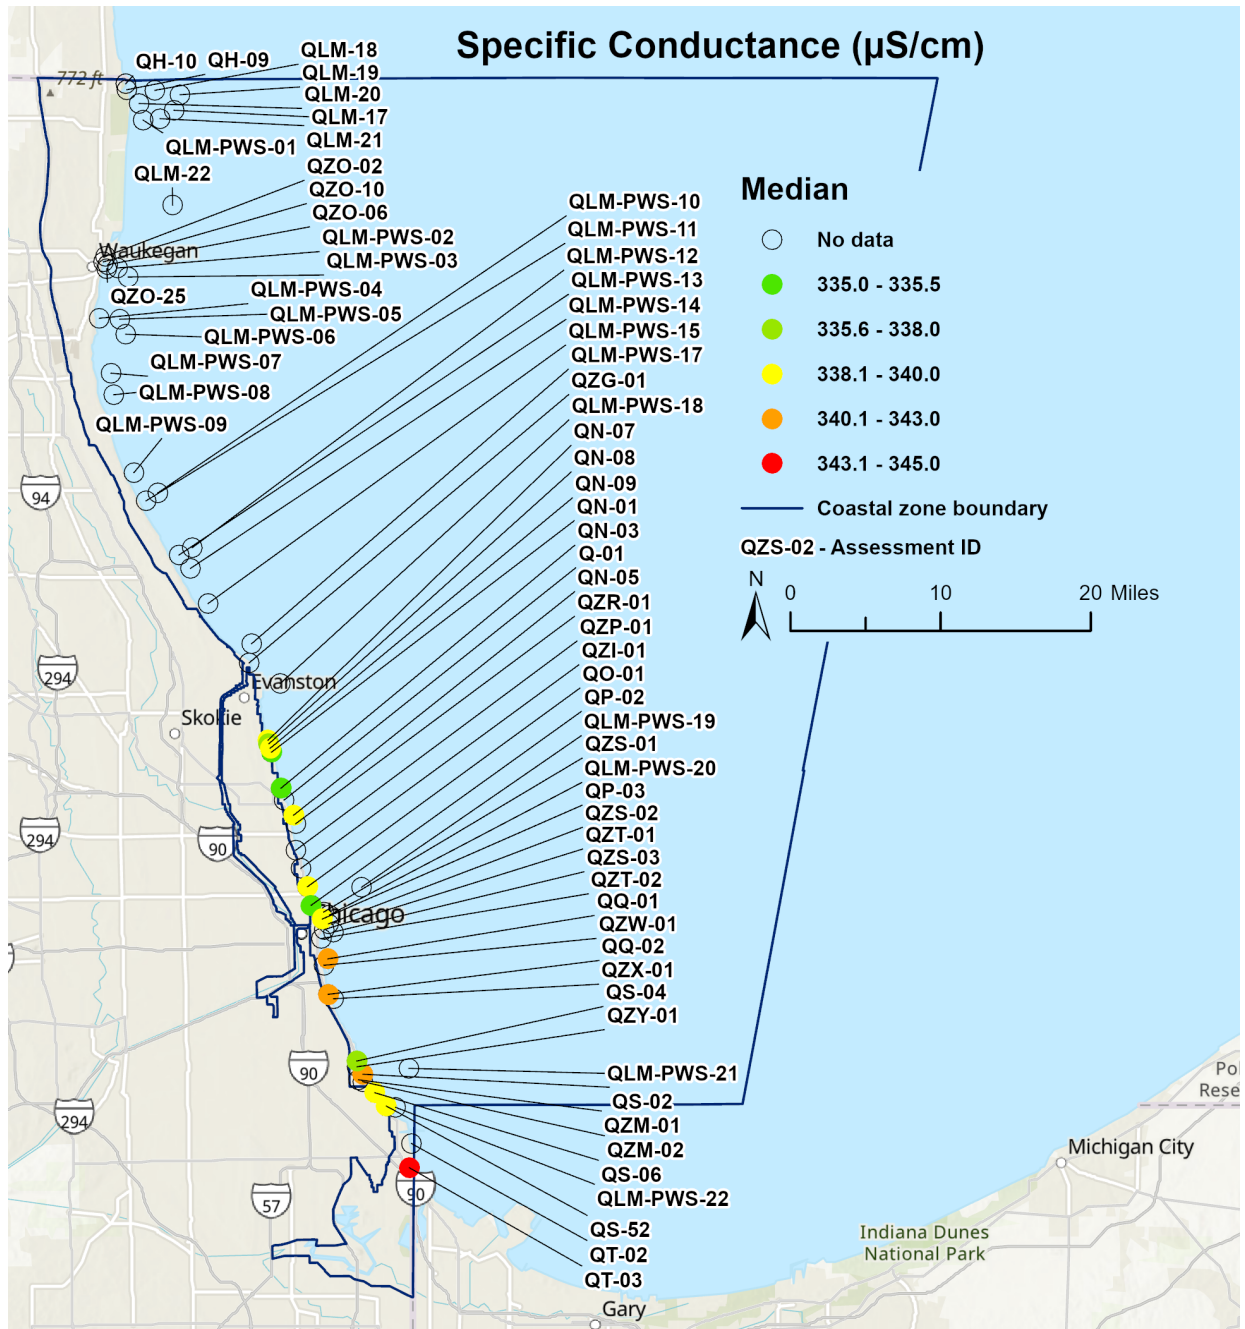 Specific Conductance (µS/cm)
772 ft
QH-10
QH-09
QLM-18
QLM-19
QLM-20
QLM-17
QLM-21
QLM-PWS-01
QLM-22
QZO-02
QZO-10
QZO-06
QLM-PWS-02
QLM-PWS-03
Waukegan
QZO-25
QLM-PWS-04
QLM-PWS-05
QLM-PWS-06
QLM-PWS-07
QLM-PWS-08
QLM-PWS-09
QLM-PWS-10
QLM-PWS-11
QLM-PWS-12
QLM-PWS-13
QLM-PWS-14
QLM-PWS-15
QLM-PWS-17
QZG-01
QLM-PWS-18
QN-07
QN-08
QN-09
QN-01
QN-03
Q-01
QN-05
QZR-01
QZP-01
QZI-01
QO-01
QP-02
QLM-PWS-19
QZS-01
QLM-PWS-20
QP-03
QZS-02
QZT-01
QZS-03
QZT-02
QQ-01
QZW-01
QQ-02
QZX-01
QS-04
QZY-01
QLM-PWS-21
QS-02
QZM-01
QZM-02
QS-06
QLM-PWS-22
QS-52
QT-02
QT-03
Median
No data
335.0 - 335.5
335.6 - 338.0
338.1 - 340.0
340.1 - 343.0
343.1 - 345.0
Coastal zone boundary
QZS-02 - Assessment ID
N
0 10 20 Miles
94
294
Evanston
Skokie
294
90
Chicago
90
294
57
90
Michigan City
Indiana Dunes
National Park
Gary